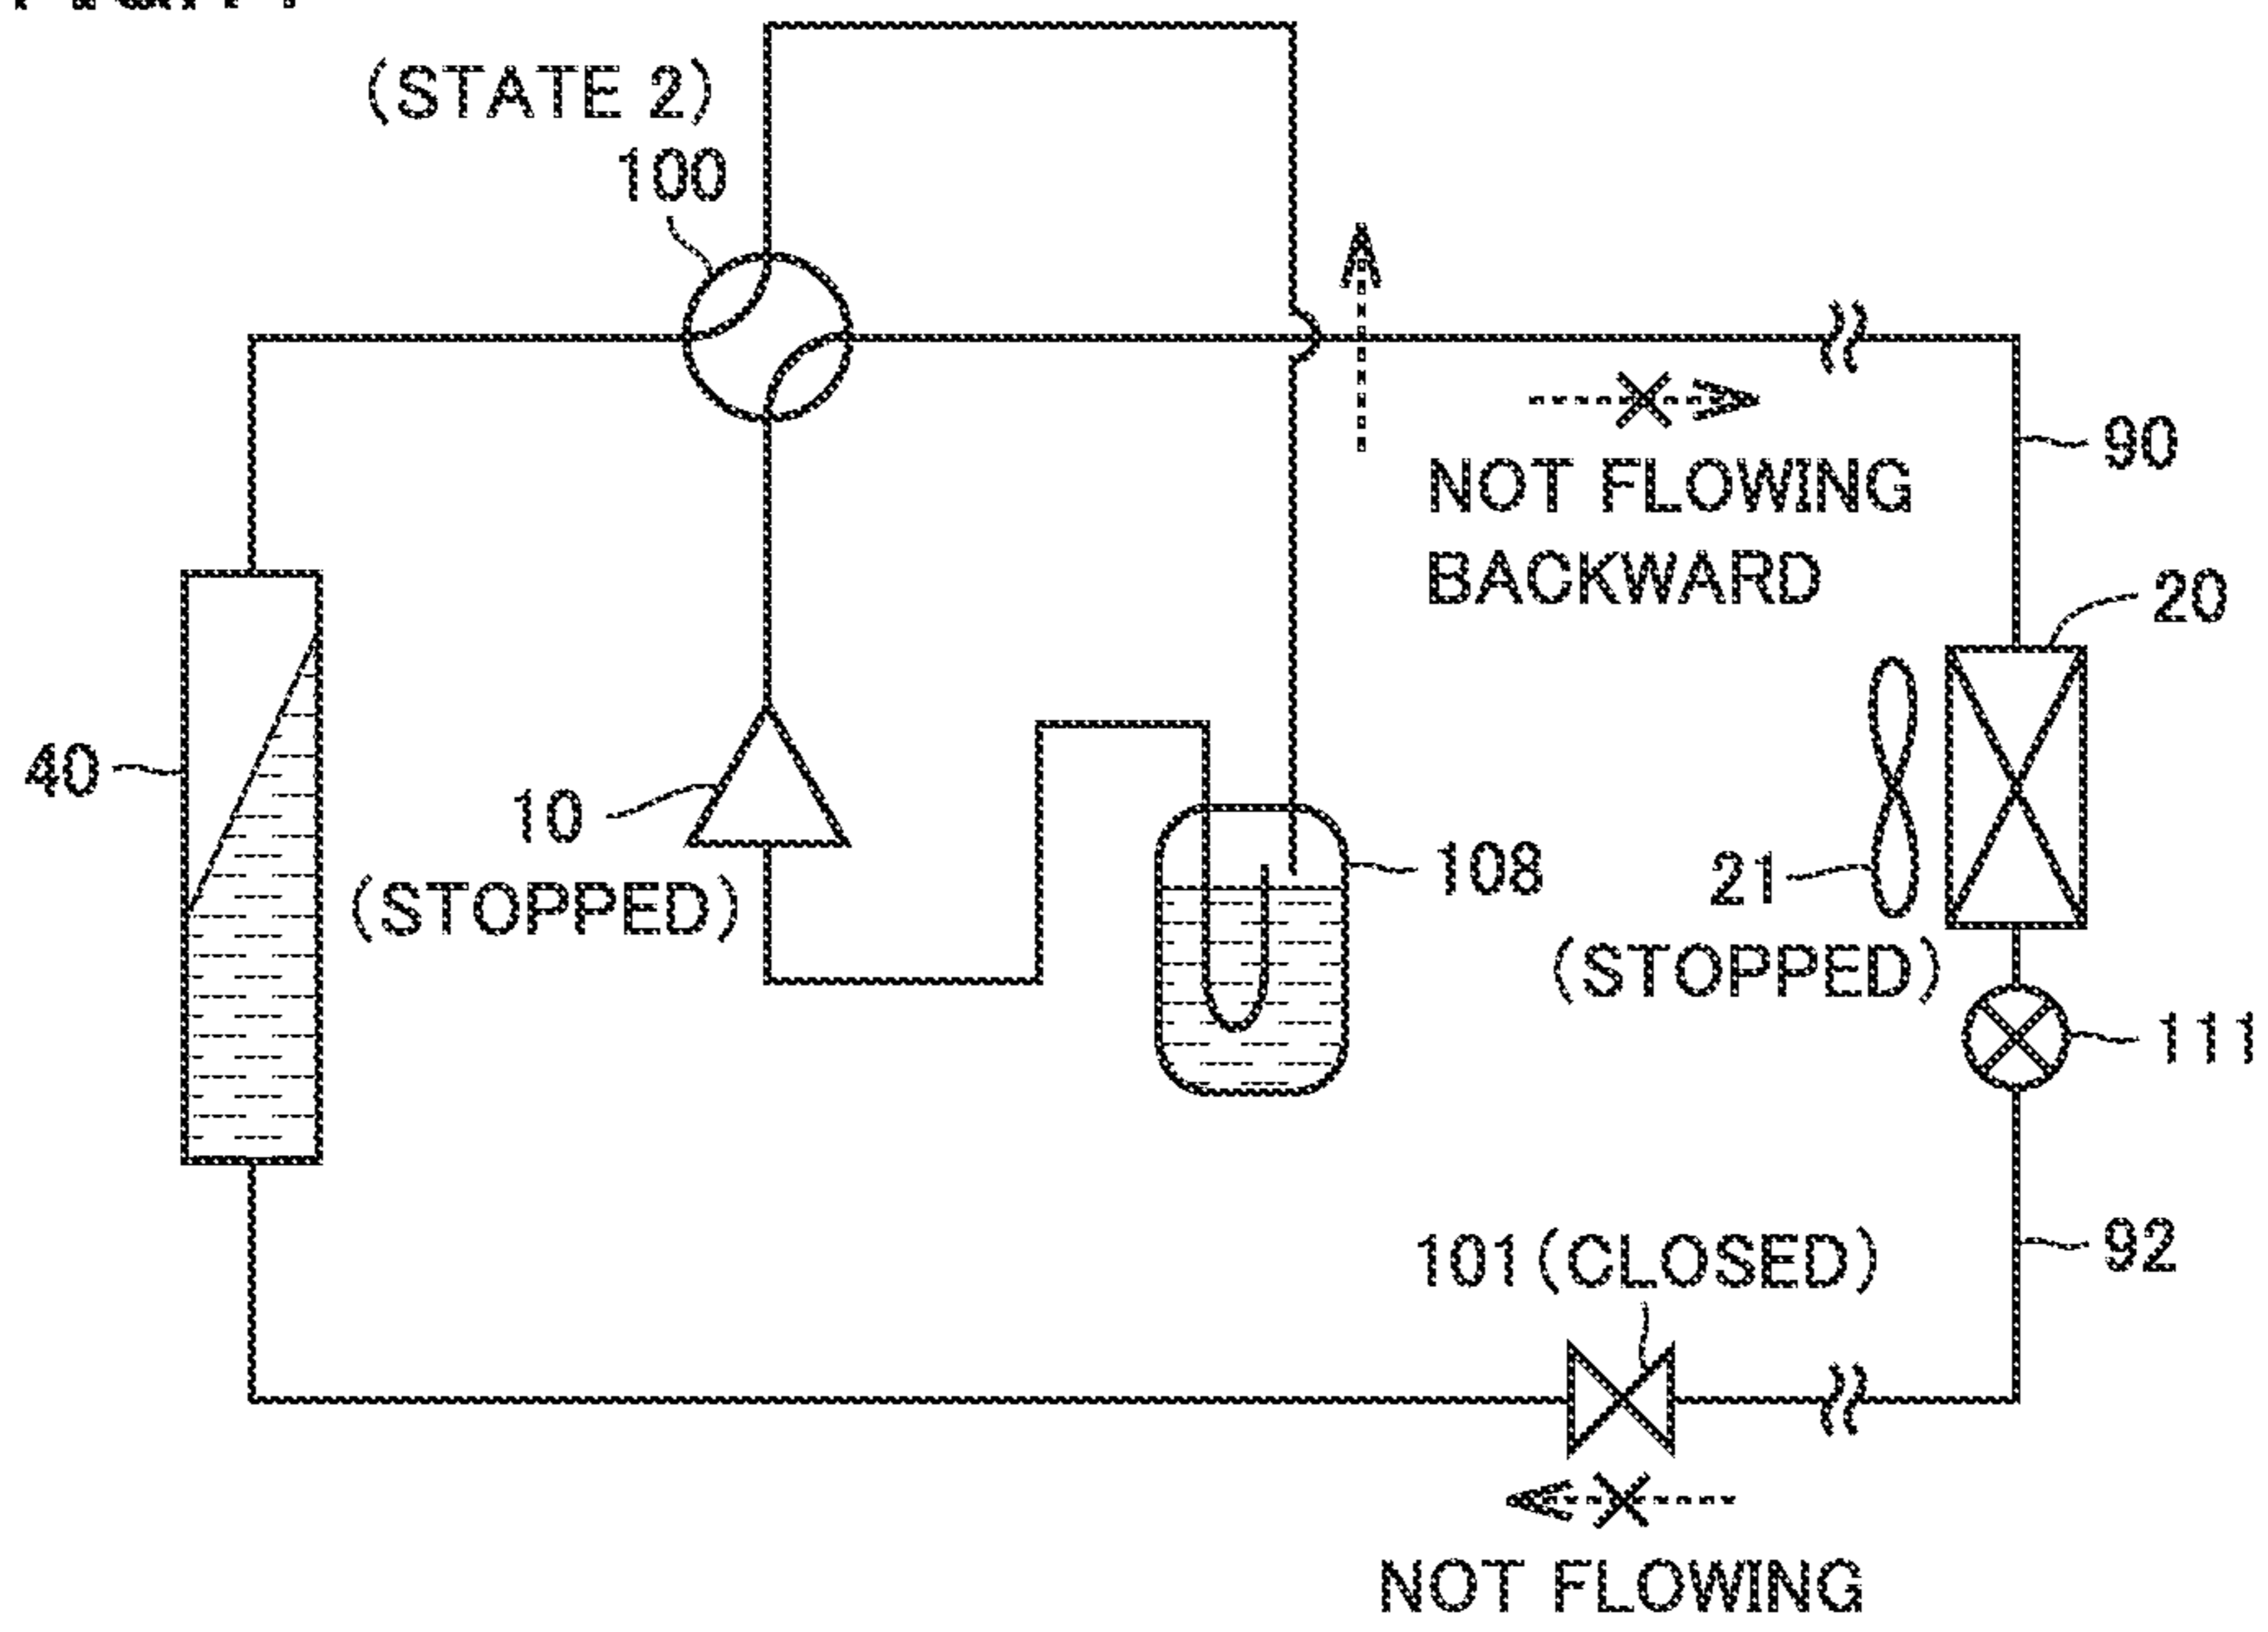 (STATE 2)
100
NOT FLOWING
BACKWARD
90
20
40
10
(STOPPED)
108
21
(STOPPED)
111
101(CLOSED)
92
NOT FLOWING